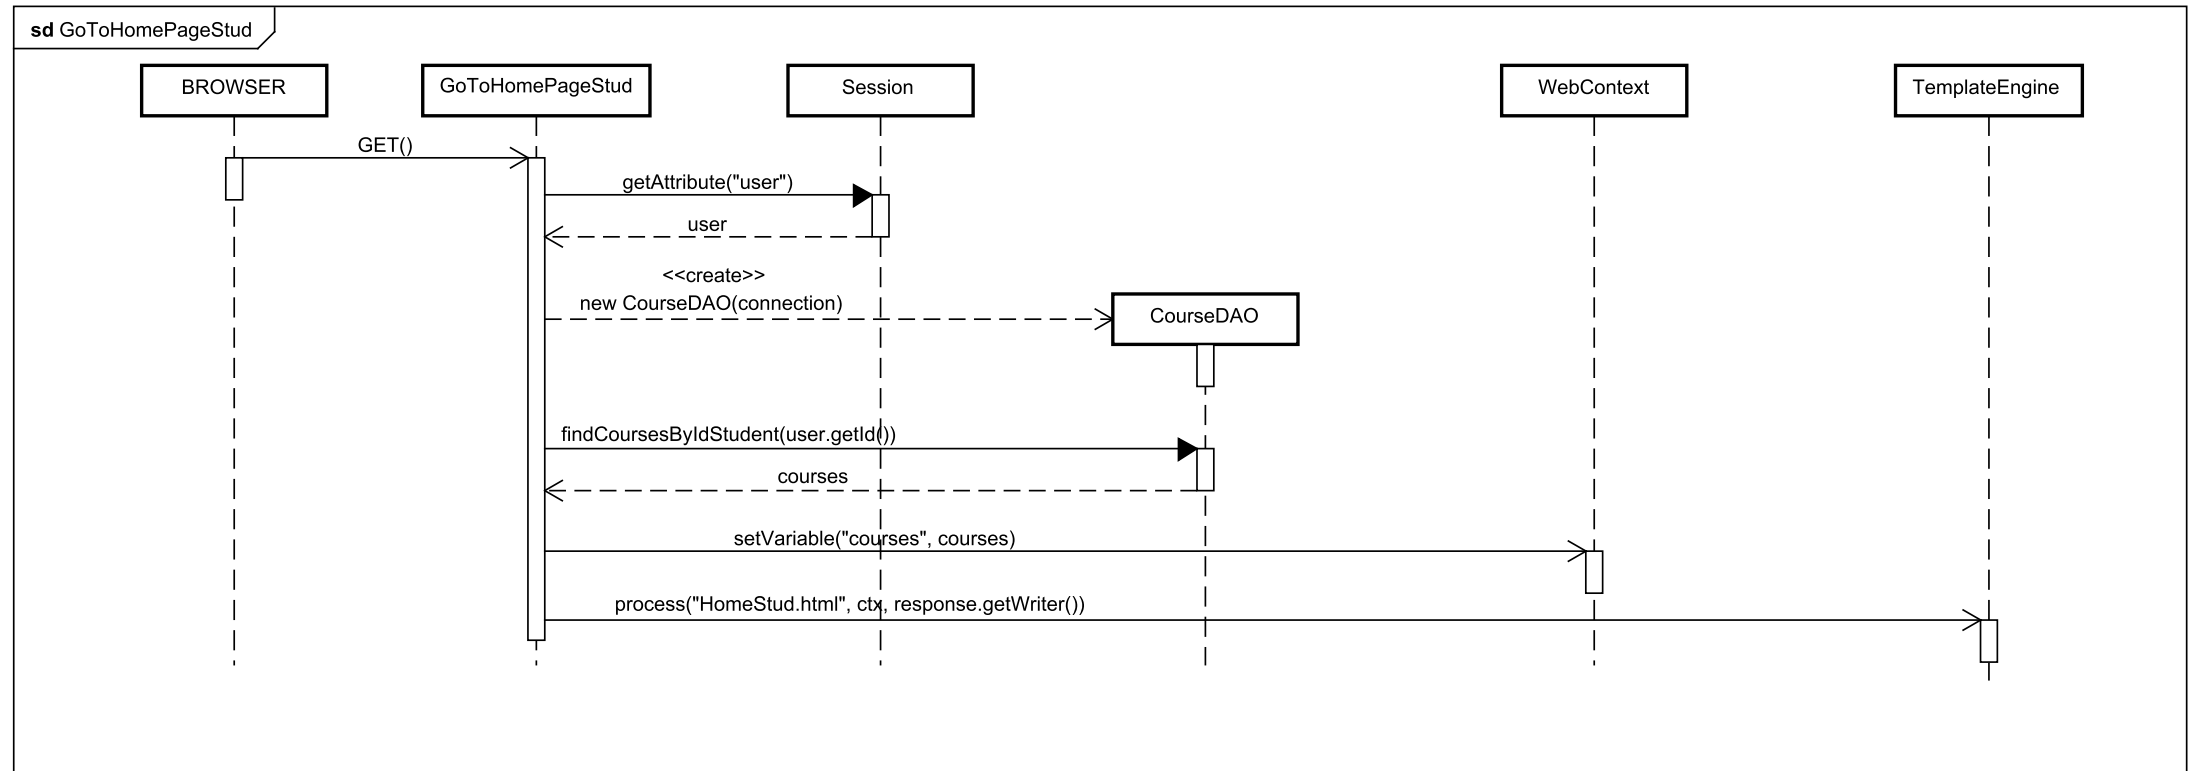 sd GoToHomePageStud
BROWSER
GoToHomePageStud
Session
WebContext
TemplateEngine
GET()
getAttribute("user")
user
<<create>>
new CourseDAO(connection)
CourseDAO
findCoursesByIdStudent(user.getId())
courses
setVariable("courses", courses)
process("HomeStud.html", ctx, response.getWriter())